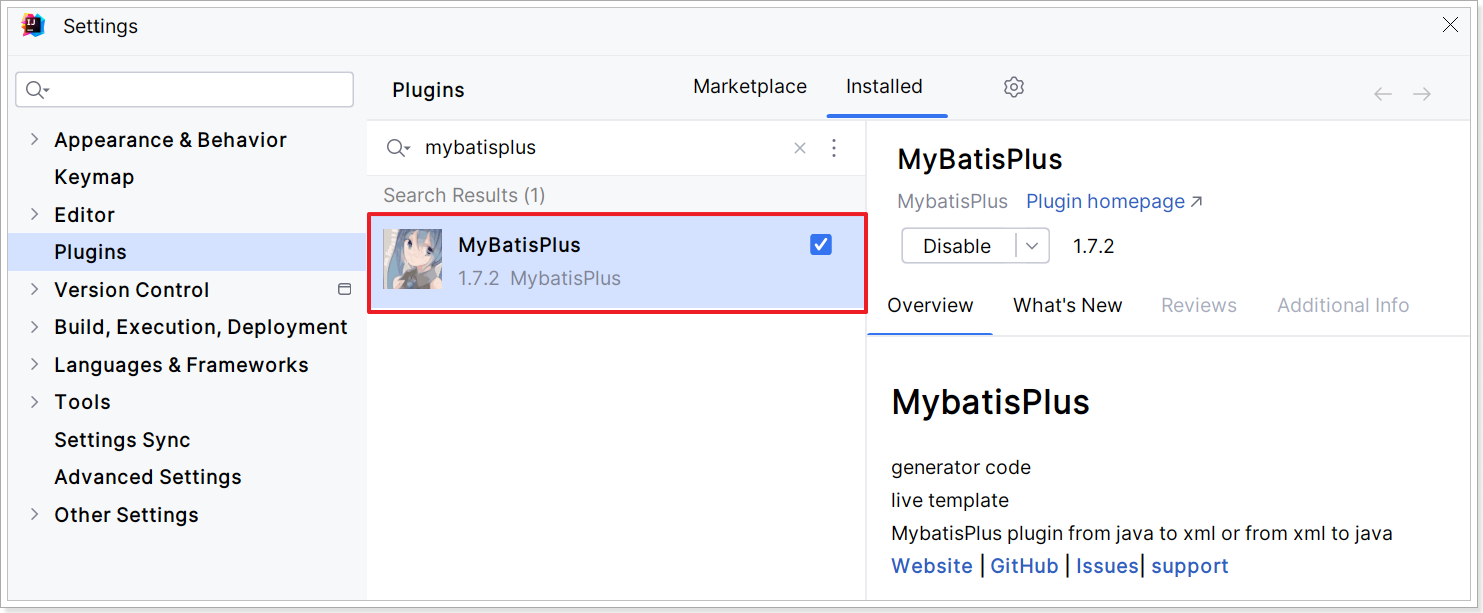 Settings
Plugins
Marketplace
Installed
Appearance & Behavior
Keymap
Editor
Plugins
Version Control
Build, Execution, Deployment
Languages & Frameworks
Tools
Settings Sync
Advanced Settings
Other Settings
mybatisplus
Search Results (1)
MyBatisPlus
1.7.2 MybatisPlus
MyBatisPlus
MybatisPlus Plugin homepage ↗
Disable 1.7.2
Overview What's New Reviews Additional Info
MybatisPlus
generator code
live template
MybatisPlus plugin from java to xml or from xml to java
Website | GitHub | Issues| support